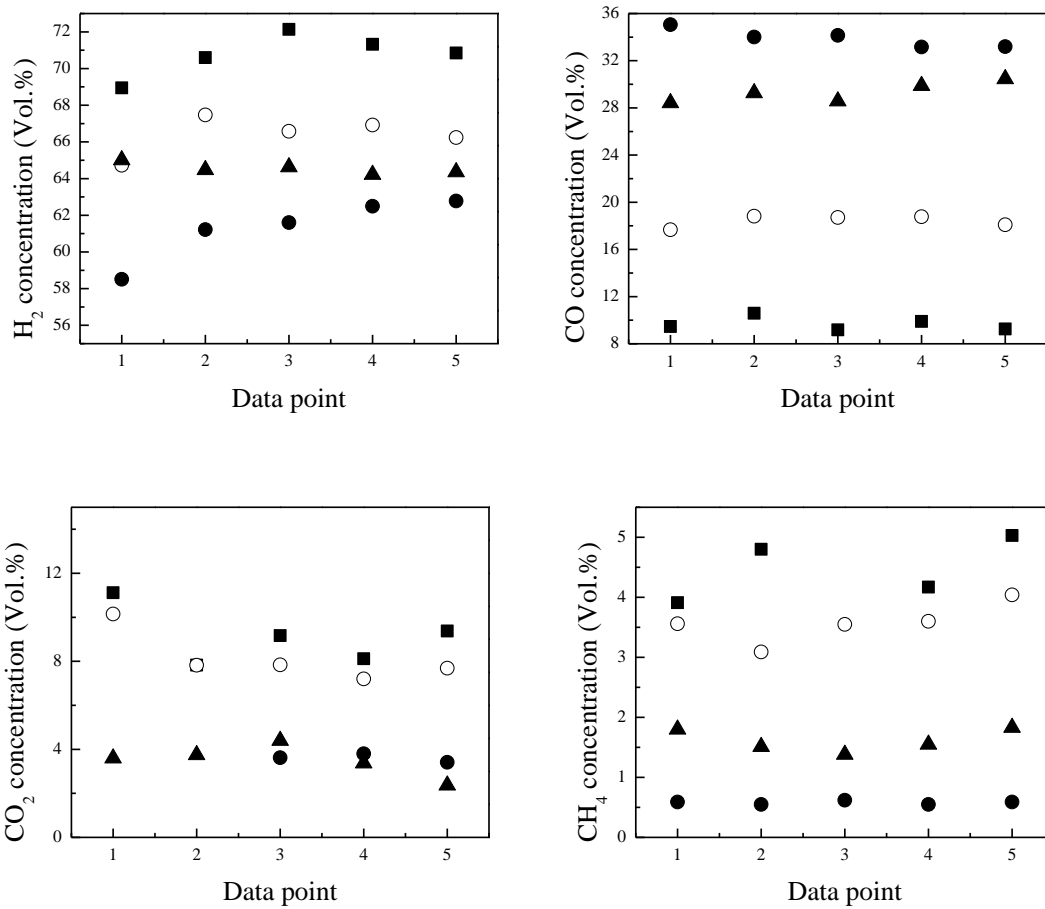 H2 concentration (Vol.%)
72
70
68
66
64
62
60
58
56
1 2 3 4 5
Data point
CO concentration (Vol.%)
36
32
28
24
20
16
12
8
1 2 3 4 5
Data point
CO2 concentration (Vol.%)
12
8
4
0
1 2 3 4 5
Data point
CH4 concentration (Vol.%)
5
4
3
2
1
0
1 2 3 4 5
Data point